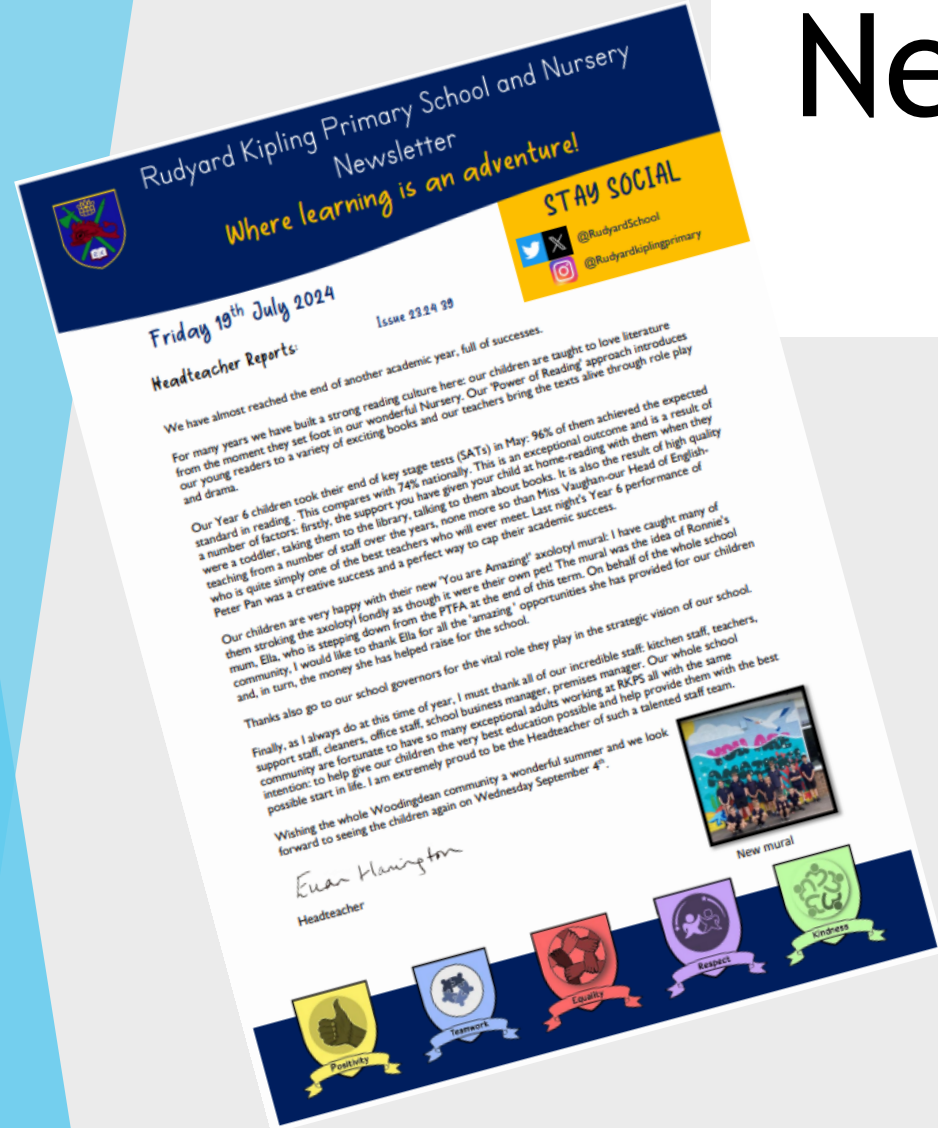 Ne
Rudyard Kipling Primary School and Nursery
Newsletter
Where learning is an adventure!
STAY SOCIAL
@RudyardSchool
@Rudyardkiplingprimary
Friday 19th July 2024
Issue 23.24 39
Headteacher Reports:
We have almost reached the end of another academic year, full of successes.
For many years we have built a strong reading culture here: our children are taught to love literature
from the moment they set foot in our wonderful Nursery. Our 'Power of Reading' approach introduces
our young readers to a variety of exciting books and our teachers bring the texts alive through role play
and drama.
Our Year 6 children took their end of key stage tests (SATs) in May: 96% of them achieved the expected
standard in reading . This compares with 74% nationally. This is an exceptional outcome and is a result of
a number of factors: firstly, the support you have given your child at home-reading with them when they
were a toddler, taking them to the library, talking to them about books. It is also the result of high quality
teaching from a number of staff over the years, none more so than Miss Vaughan-our Head of English-
who is quite simply one of the best teachers who will ever meet. Last night's Year 6 performance of
Peter Pan was a creative success and a perfect way to cap their academic success.
Our children are very happy with their new 'You are Amazing!' axolotyl mural: I have caught many of
them stroking the axolotyl fondly as though it were their own pet! The mural was the idea of Ronnie's
mum, Ella, who is stepping down from the PTFA at the end of this term. On behalf of the whole school
community, I would like to thank Ella for all the 'amazing ' opportunities she has provided for our children
and, in turn, the money she has helped raise for the school.
Thanks also go to our school governors for the vital role they play in the strategic vision of our school.
Finally, as I always do at this time of year, I must thank all of our incredible staff: kitchen staff, teachers,
support staff, cleaners, office staff, school business manager, premises manager. Our whole school
community are fortunate to have so many exceptional adults working at RKPS all with the same
intention: to help give our children the very best education possible and help provide them with the best
possible start in life. I am extremely proud to be the Headteacher of such a talented staff team.
Wishing the whole Woodingdean community a wonderful summer and we look
forward to seeing the children again on Wednesday September 4th.
Euan Hanington
Headteacher
YOU ARE
AMAZING
New mural
Positivity
Teamwork
Equality
Respect
Kindness